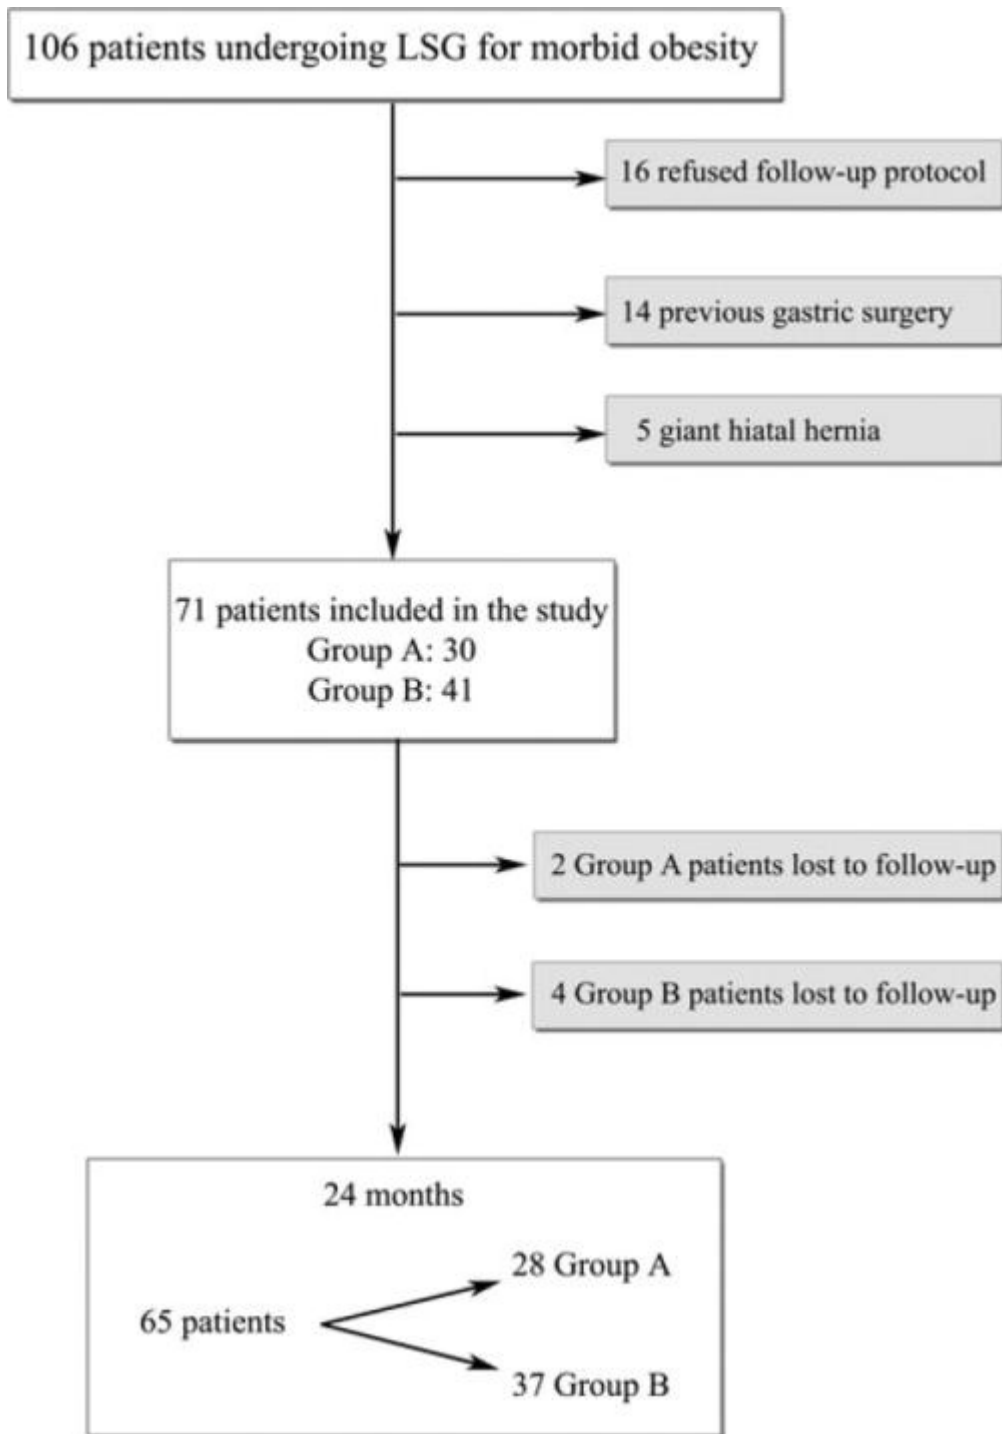 106 patients undergoing LSG for morbid obesity
16 refused follow-up protocol
14 previous gastric surgery
5 giant hiatal hernia
71 patients included in the study
Group A: 30
Group B: 41
2 Group A patients lost to follow-up
4 Group B patients lost to follow-up
24 months
28 Group A
65 patients
37 Group B